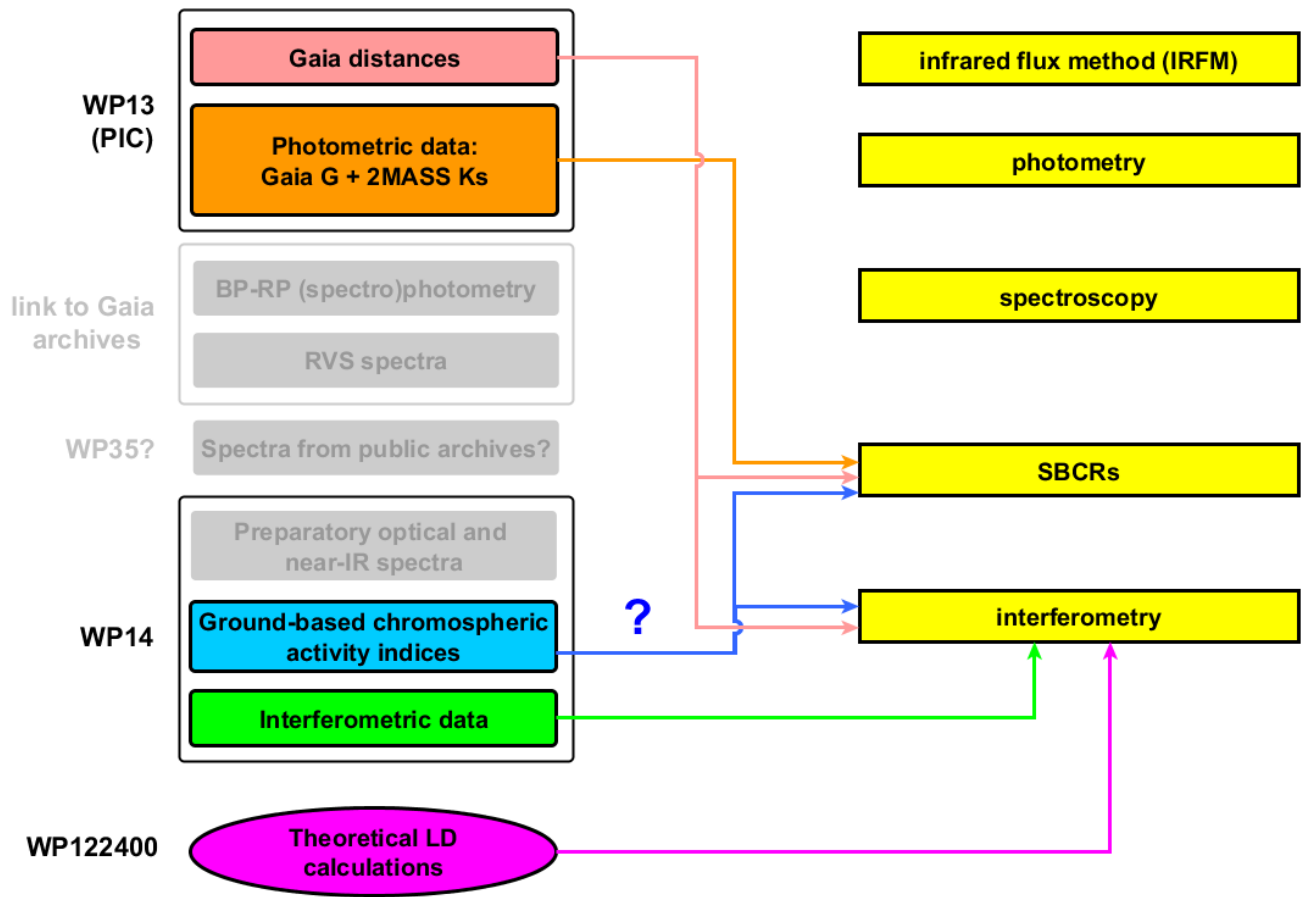 Gaia distances
infrared flux method (IRFM)
WP13
(PIC)
Photometric data:
Gaia G + 2MASS Ks
photometry
link to Gaia
archives
BP-RP (spectro)photometry
RVS spectra
spectroscopy
WP35?
Spectra from public archives?
SBCRs
Preparatory optical and
near-IR spectra
WP14
Ground-based chromospheric
activity indices
?
interferometry
Interferometric data
WP122400
Theoretical LD
calculations